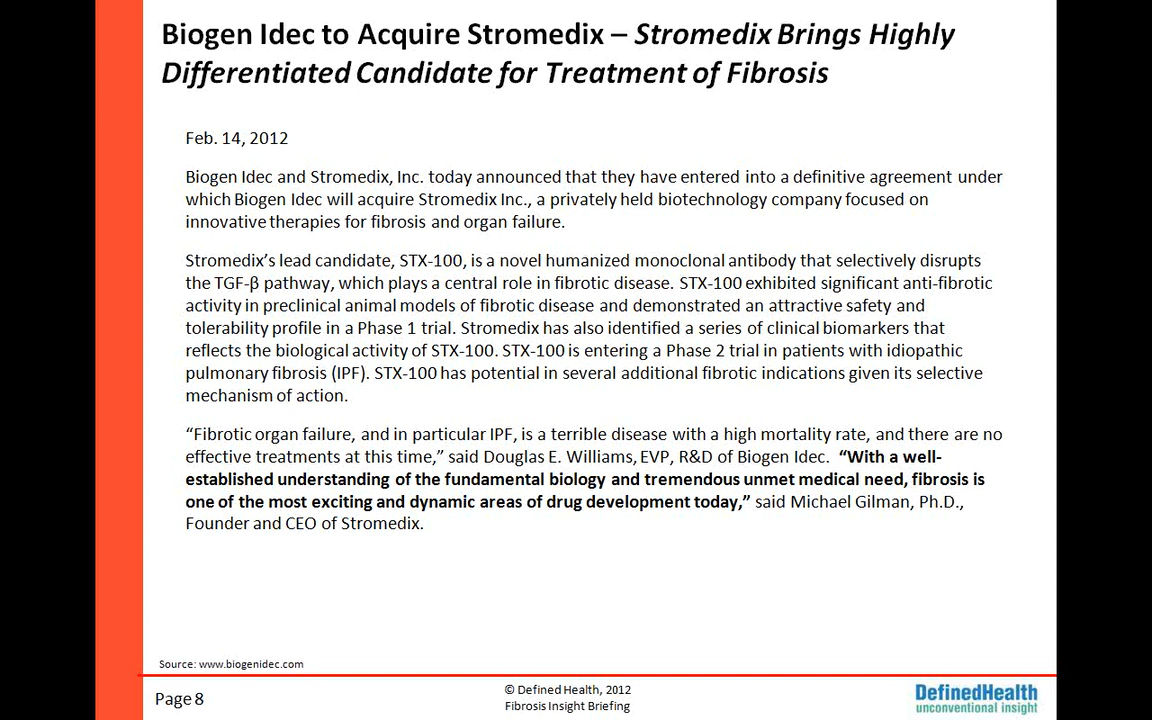 Biogen Idec to Acquire Stromedix – Stromedix Brings Highly
Differentiated Candidate for Treatment of Fibrosis
Feb. 14, 2012
Biogen Idec and Stromedix, Inc. today announced that they have entered into a definitive agreement under
which Biogen Idec will acquire Stromedix Inc., a privately held biotechnology company focused on
innovative therapies for fibrosis and organ failure.
Stromedix’s lead candidate, STX-100, is a novel humanized monoclonal antibody that selectively disrupts
the TGF-β pathway, which plays a central role in fibrotic disease. STX-100 exhibited significant anti-fibrotic
activity in preclinical animal models of fibrotic disease and demonstrated an attractive safety and
tolerability profile in a Phase 1 trial. Stromedix has also identified a series of clinical biomarkers that
reflects the biological activity of STX-100. STX-100 is entering a Phase 2 trial in patients with idiopathic
pulmonary fibrosis (IPF). STX-100 has potential in several additional fibrotic indications given its selective
mechanism of action.
“Fibrotic organ failure, and in particular IPF, is a terrible disease with a high mortality rate, and there are no
effective treatments at this time,” said Douglas E. Williams, EVP, R&D of Biogen Idec. “With a well-
established understanding of the fundamental biology and tremendous unmet medical need, fibrosis is
one of the most exciting and dynamic areas of drug development today,” said Michael Gilman, Ph.D.,
Founder and CEO of Stromedix.
Source: www.biogenidec.com
Page 8
© Defined Health, 2012
Fibrosis Insight Briefing
DefinedHealth
unconventional insight